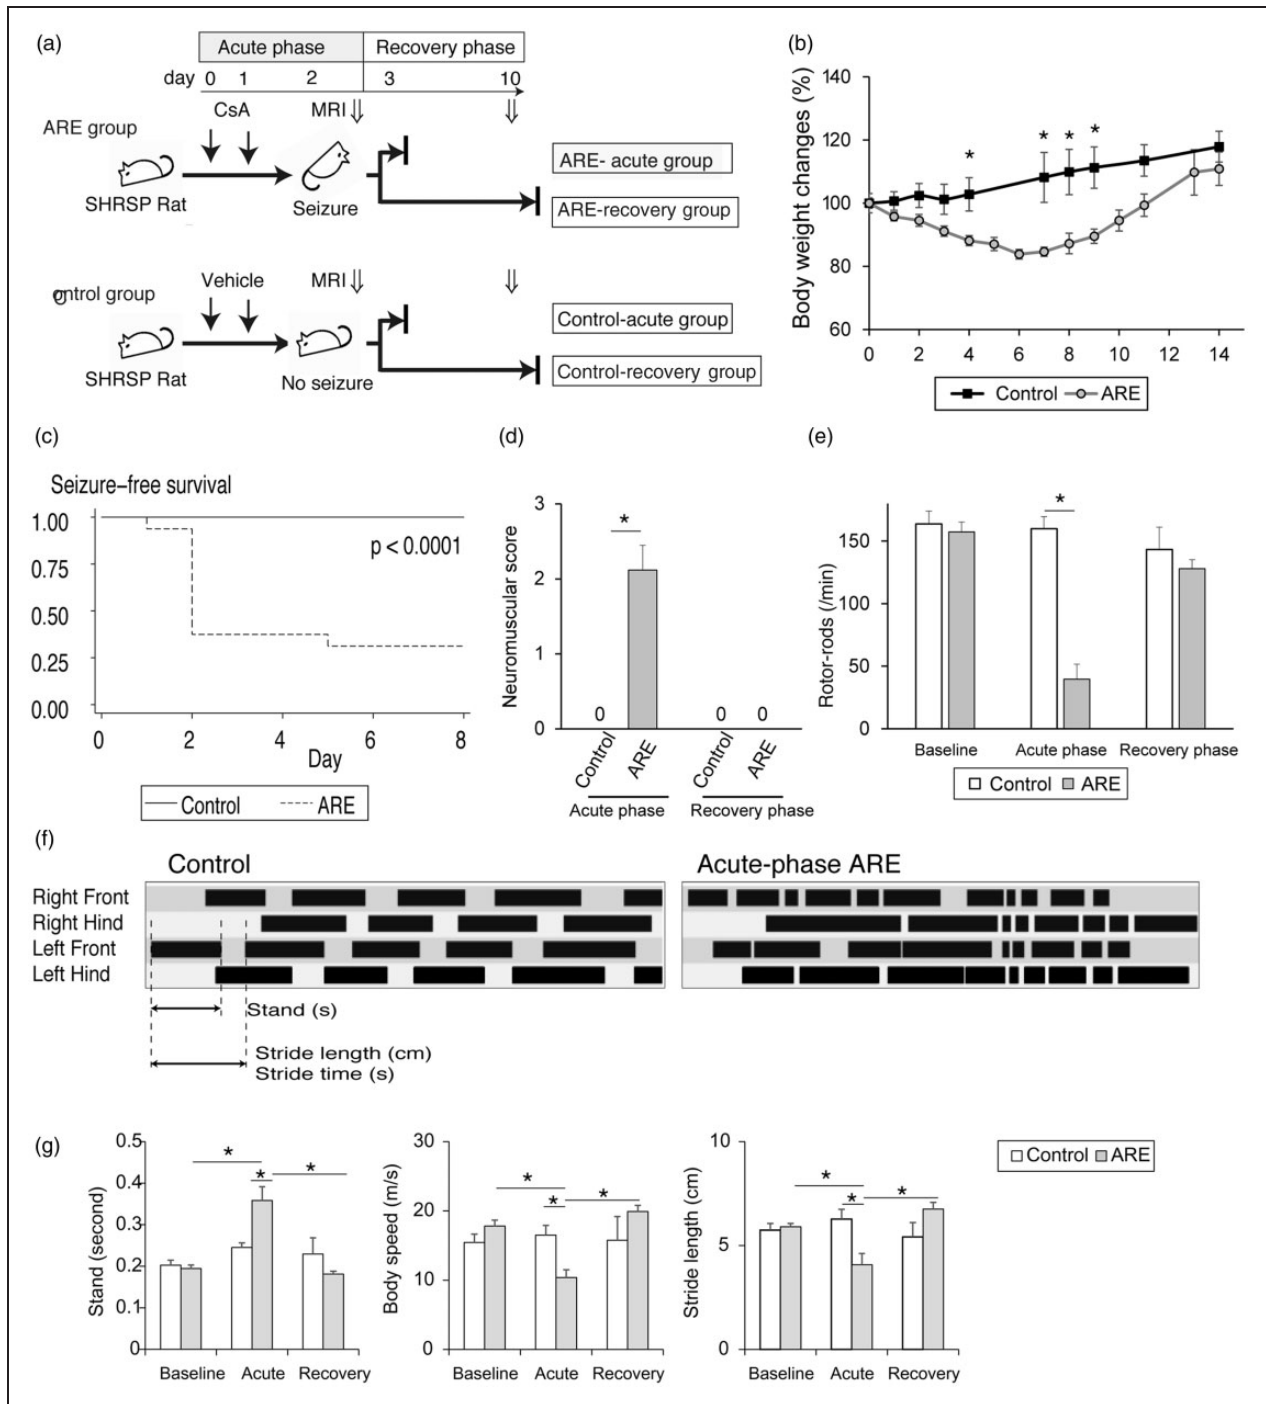 (a)
Acute phase Recovery phase
day 0 1 2 3 10
CsA MRI
ARE group
SHRSP Rat
Seizure
ARE- acute group
ARE-recovery group
Vehicle MRI
Control group
SHRSP Rat
No seizure
Control-acute group
Control-recovery group
(b)
Body weight changes (%)
140
120
100
80
60
* * * *
0 2 4 6 8 10 12 14
Control ARE
(c)
Seizure–free survival
1.00
0.75
0.50
0.25
0.00
p < 0.0001
0 2 4 6 8
Day
Control ARE
(d)
Neuromuscular score
3
2
1
0
*
0 0 0
Control ARE Control ARE
Acute phase Recovery phase
(e)
Rotor-rods (/min)
150
100
50
0
*
Baseline Acute phase Recovery phase
Control ARE
(f)
Control Acute-phase ARE
Right Front
Right Hind
Left Front
Left Hind
Stand (s)
Stride length (cm)
Stride time (s)
(g)
Stand (second)
0.5
0.4
0.3
0.2
0.1
0
* * *
Baseline Acute Recovery
Body speed (m/s)
30
20
10
0
* * *
Baseline Acute Recovery
Stride length (cm)
10
5
0
* * *
Baseline Acute Recovery
Control ARE